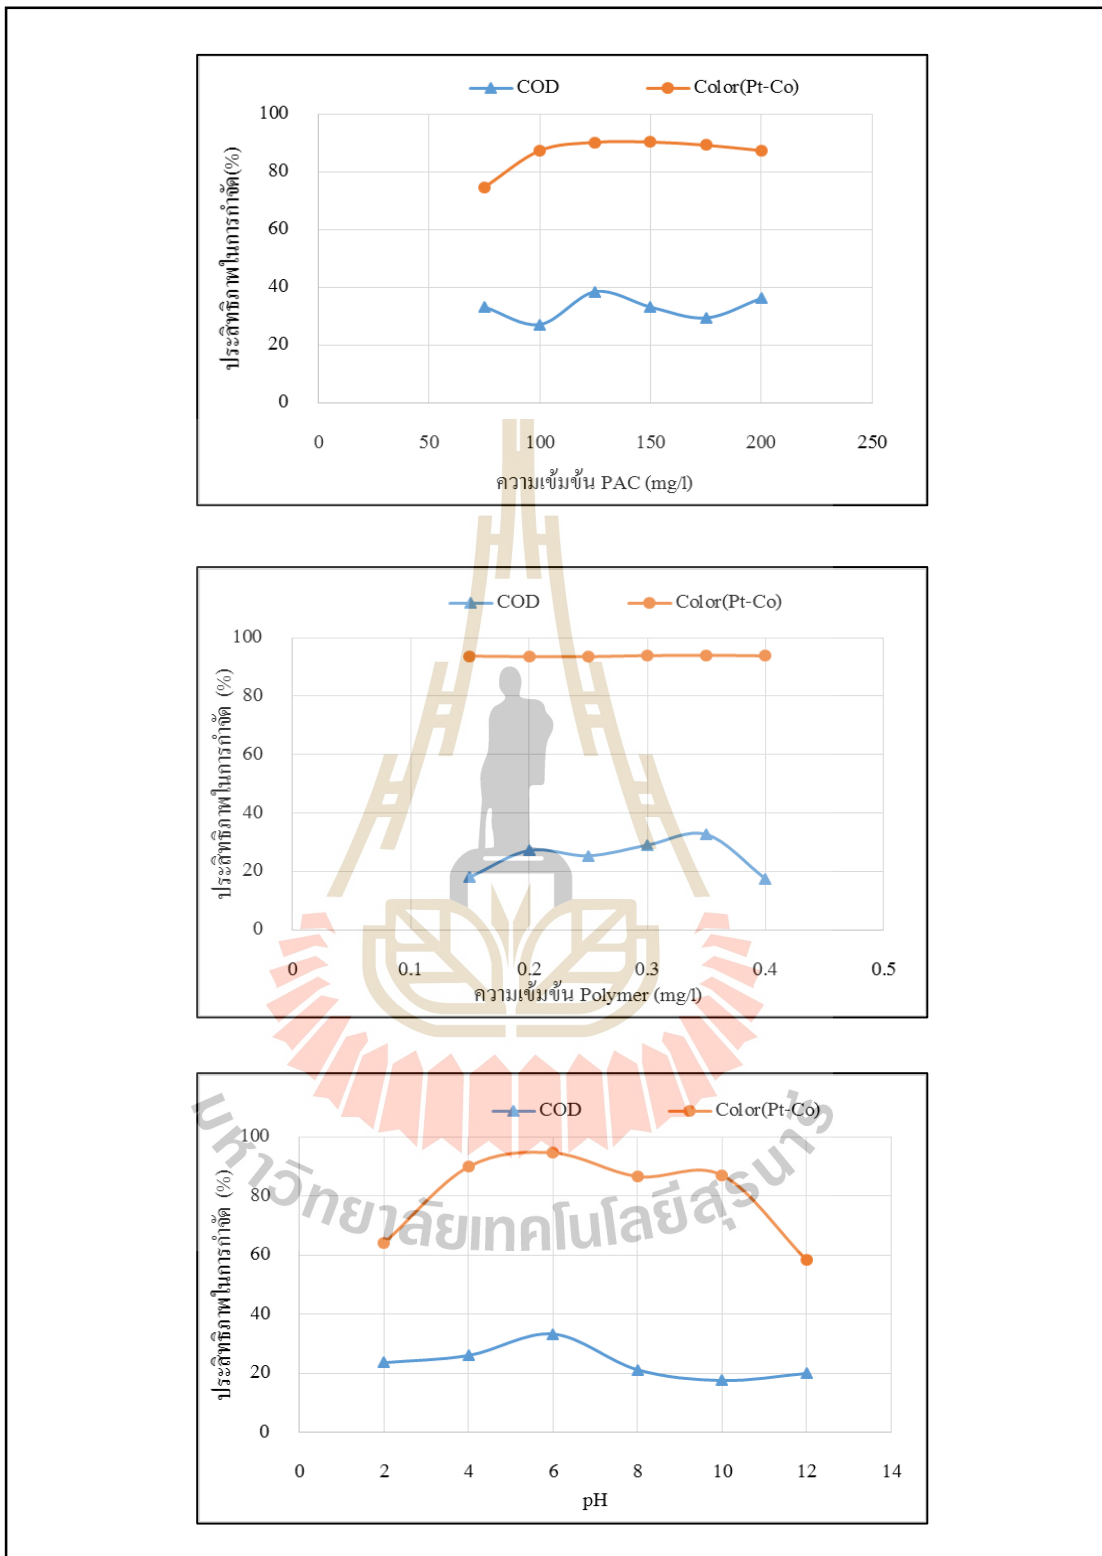 COD Color(Pt-Co)
ประสิทธิภาพในการกำจัด(%)
100
80
60
40
20
0
0 50 100 150 200 250
ความเข้มข้น PAC (mg/l)
COD Color(Pt-Co)
ประสิทธิภาพในการกำจัด (%)
100
80
60
40
20
0
0 0.1 0.2 0.3 0.4 0.5
ความเข้มข้น Polymer (mg/l)
COD Color(Pt-Co)
ประสิทธิภาพในการกำจัด (%)
100
80
60
40
20
0
0 2 4 6 8 10 12 14
pH
มหาวิทยาลัยเทคโนโลยีสุรนารี